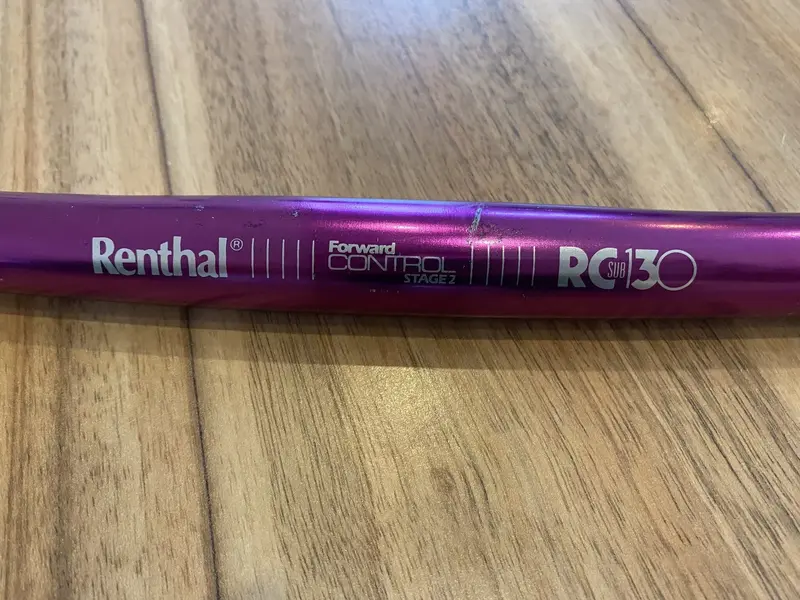 Renthal®
Forward
CONTROL
STAGE 2
RC SUB 130